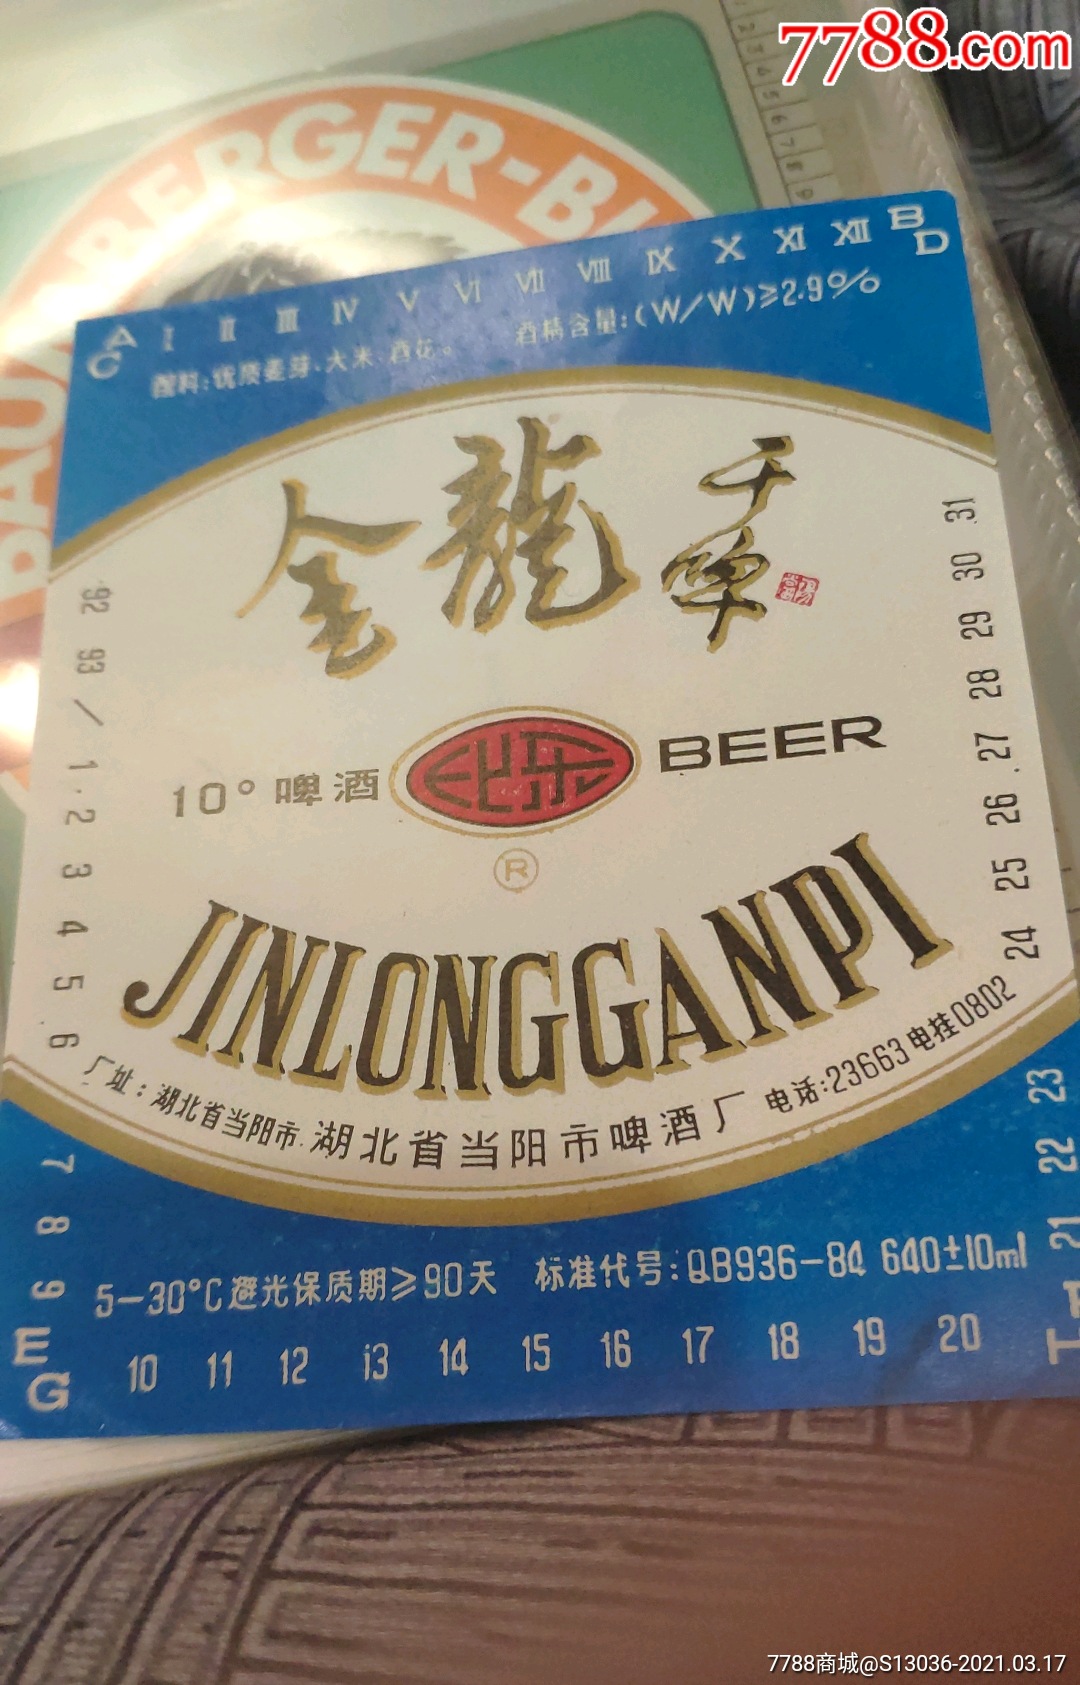 7788.com
BERGER-B
A I II III IV V VI VII VIII IX X XI XII B
C D
配料:优质麦芽、大米、酒花。 酒精含量:(W/W)≥2.9%
金龍干啤
10° 啤酒 BEER
®
JINLONGGANPI
厂址:湖北省当阳市 湖北省当阳市啤酒厂 电话:23663 电挂0802
92 93 / 1.2 3 4 5 6 7 8 9
31 30 29 28 27 26 25 24 23 22 21
5—30°C避光保质期≥90天 标准代号:QB936—84 640±10ml
E
G
10 11 12 i3 14 15 16 17 18 19 20
7788商城@S13036-2021.03.17